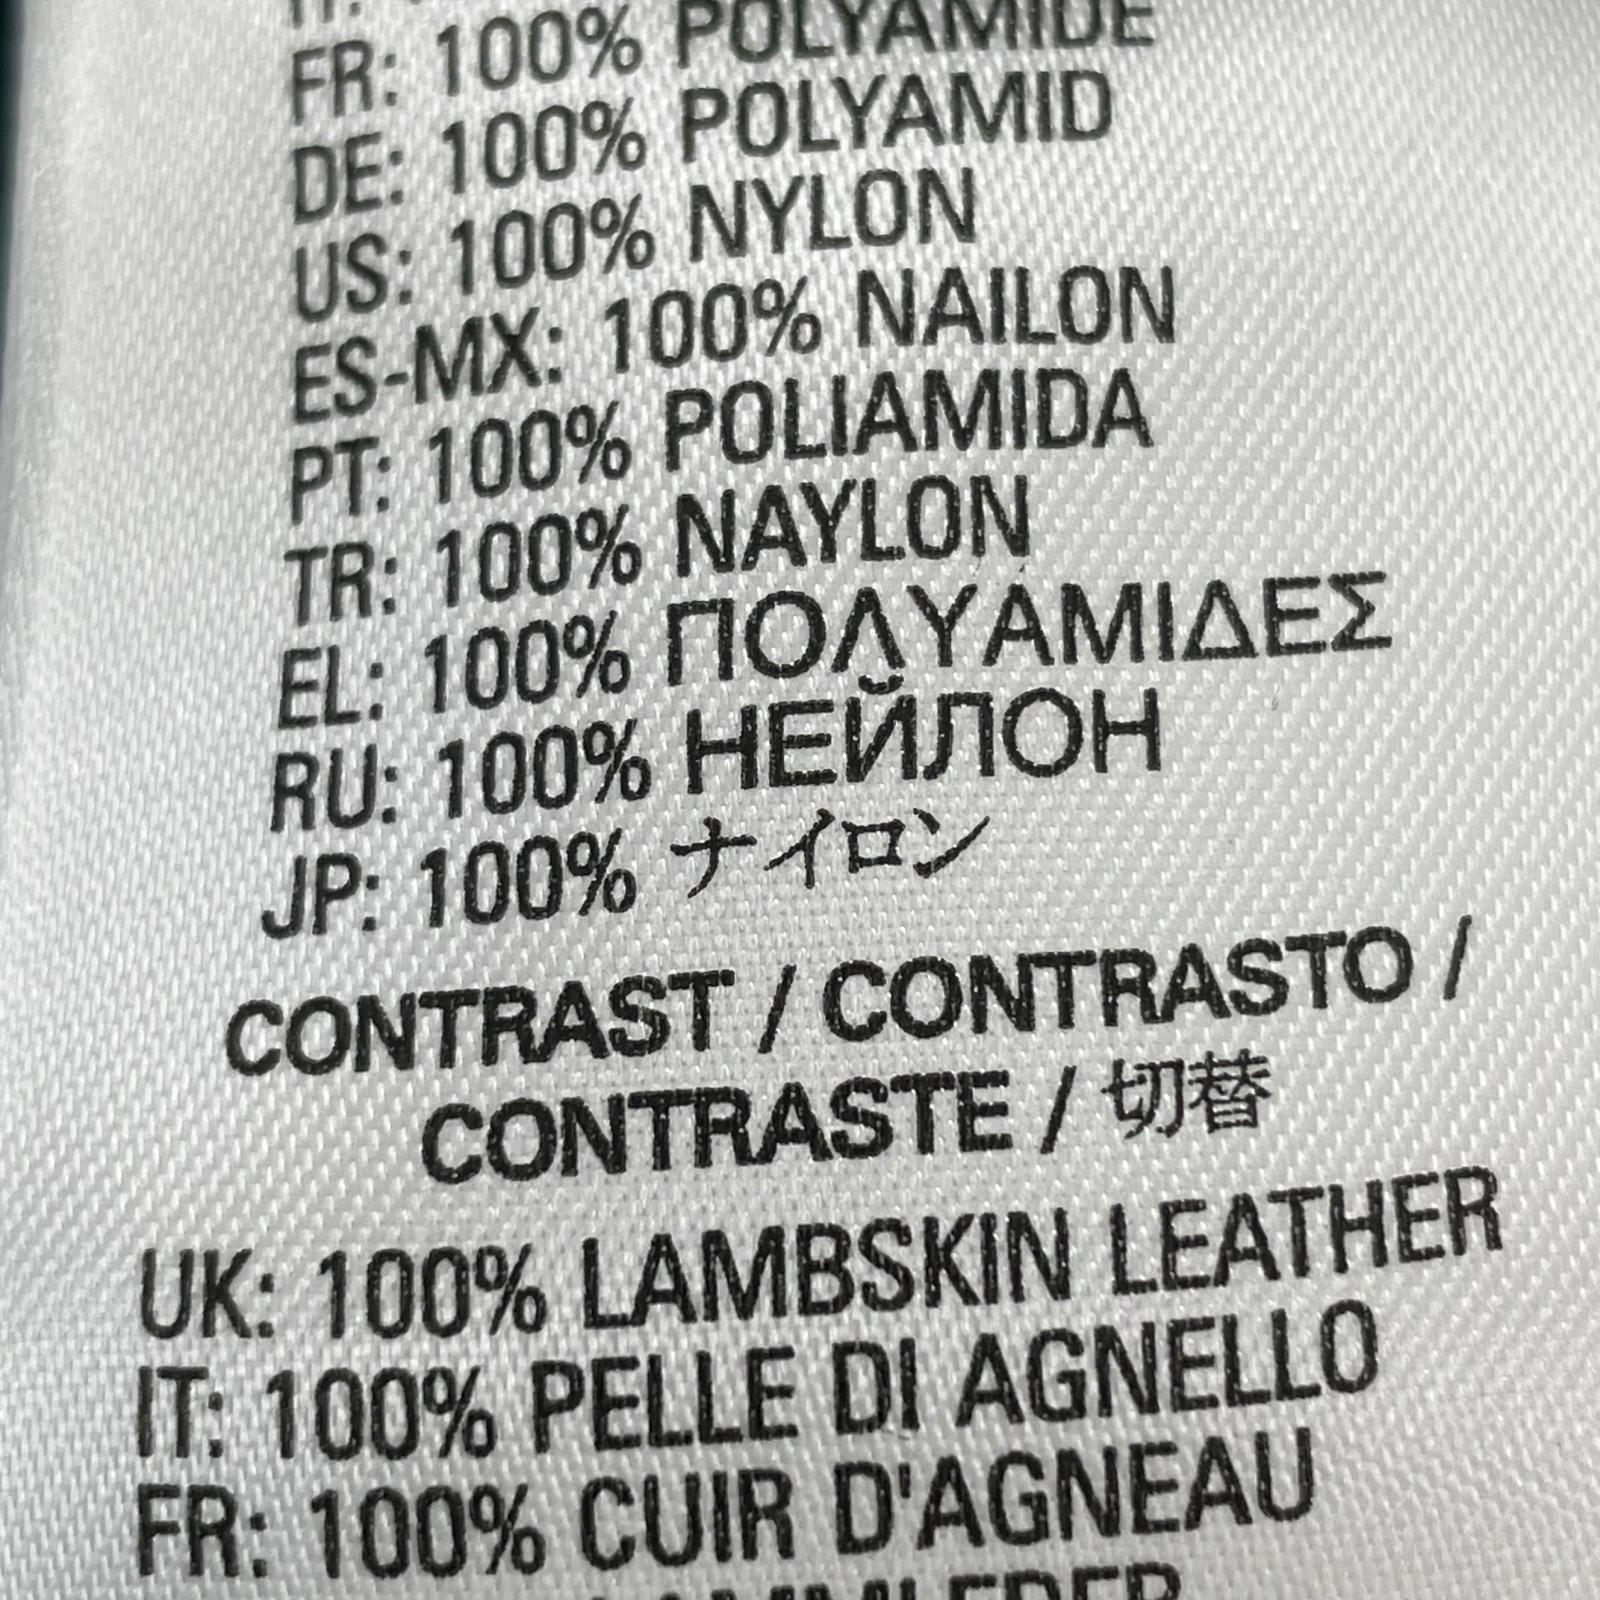 IT:
FR: 100% POLYAMIDE
DE: 100% POLYAMID
US: 100% NYLON
ES-MX: 100% NAILON
PT: 100% POLIAMIDA
TR: 100% NAYLON
EL: 100% ΠΟΛΥΑΜΙΔΕΣ
RU: 100% НЕЙЛОН
JP: 100% ナイロン
CONTRAST / CONTRASTO /
CONTRASTE / 切替
UK: 100% LAMBSKIN LEATHER
IT: 100% PELLE DI AGNELLO
FR: 100% CUIR D'AGNEAU
LAMMLEDER